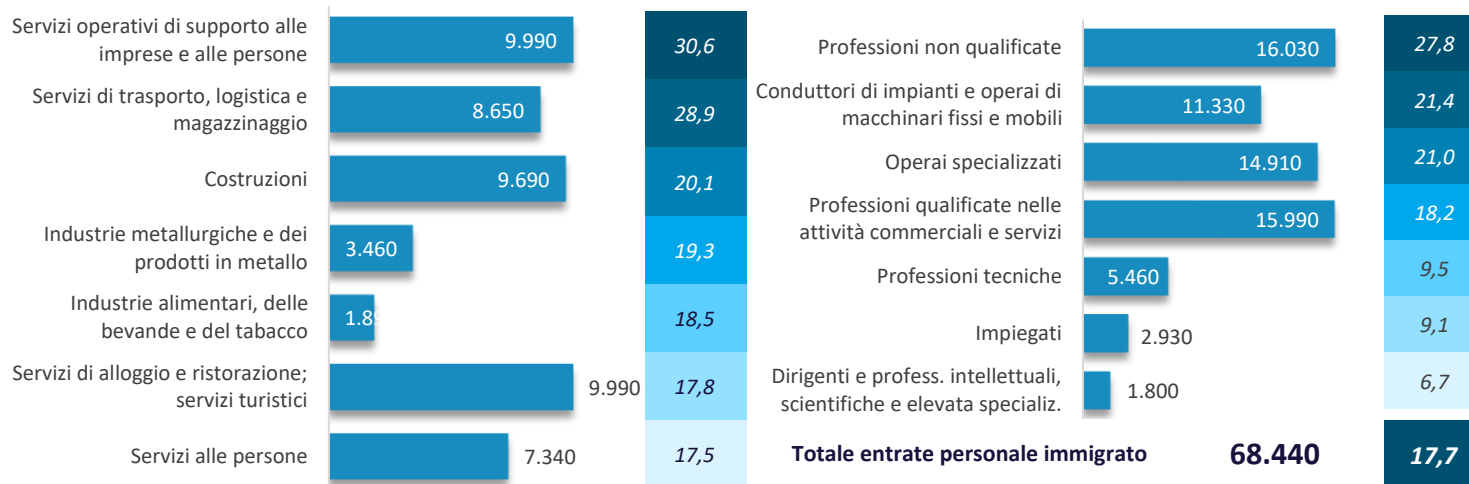 Servizi operativi di supporto alle
imprese e alle persone
9.990
30,6
Servizi di trasporto, logistica e
magazzinaggio
8.650
28,9
Costruzioni
9.690
20,1
Industrie metallurgiche e dei
prodotti in metallo
3.460
19,3
Industrie alimentari, delle
bevande e del tabacco
18,5
Servizi di alloggio e ristorazione;
servizi turistici
9.990
17,8
Servizi alle persone
7.340
17,5
Professioni non qualificate
16.030
27,8
Conduttori di impianti e operai di
macchinari fissi e mobili
11.330
21,4
Operai specializzati
14.910
21,0
Professioni qualificate nelle
attività commerciali e servizi
15.990
18,2
Professioni tecniche
5.460
9,5
Impiegati
2.930
9,1
Dirigenti e profess. intellettuali,
scientifiche e elevata specializ.
1.800
6,7
Totale entrate personale immigrato 68.440 17,7